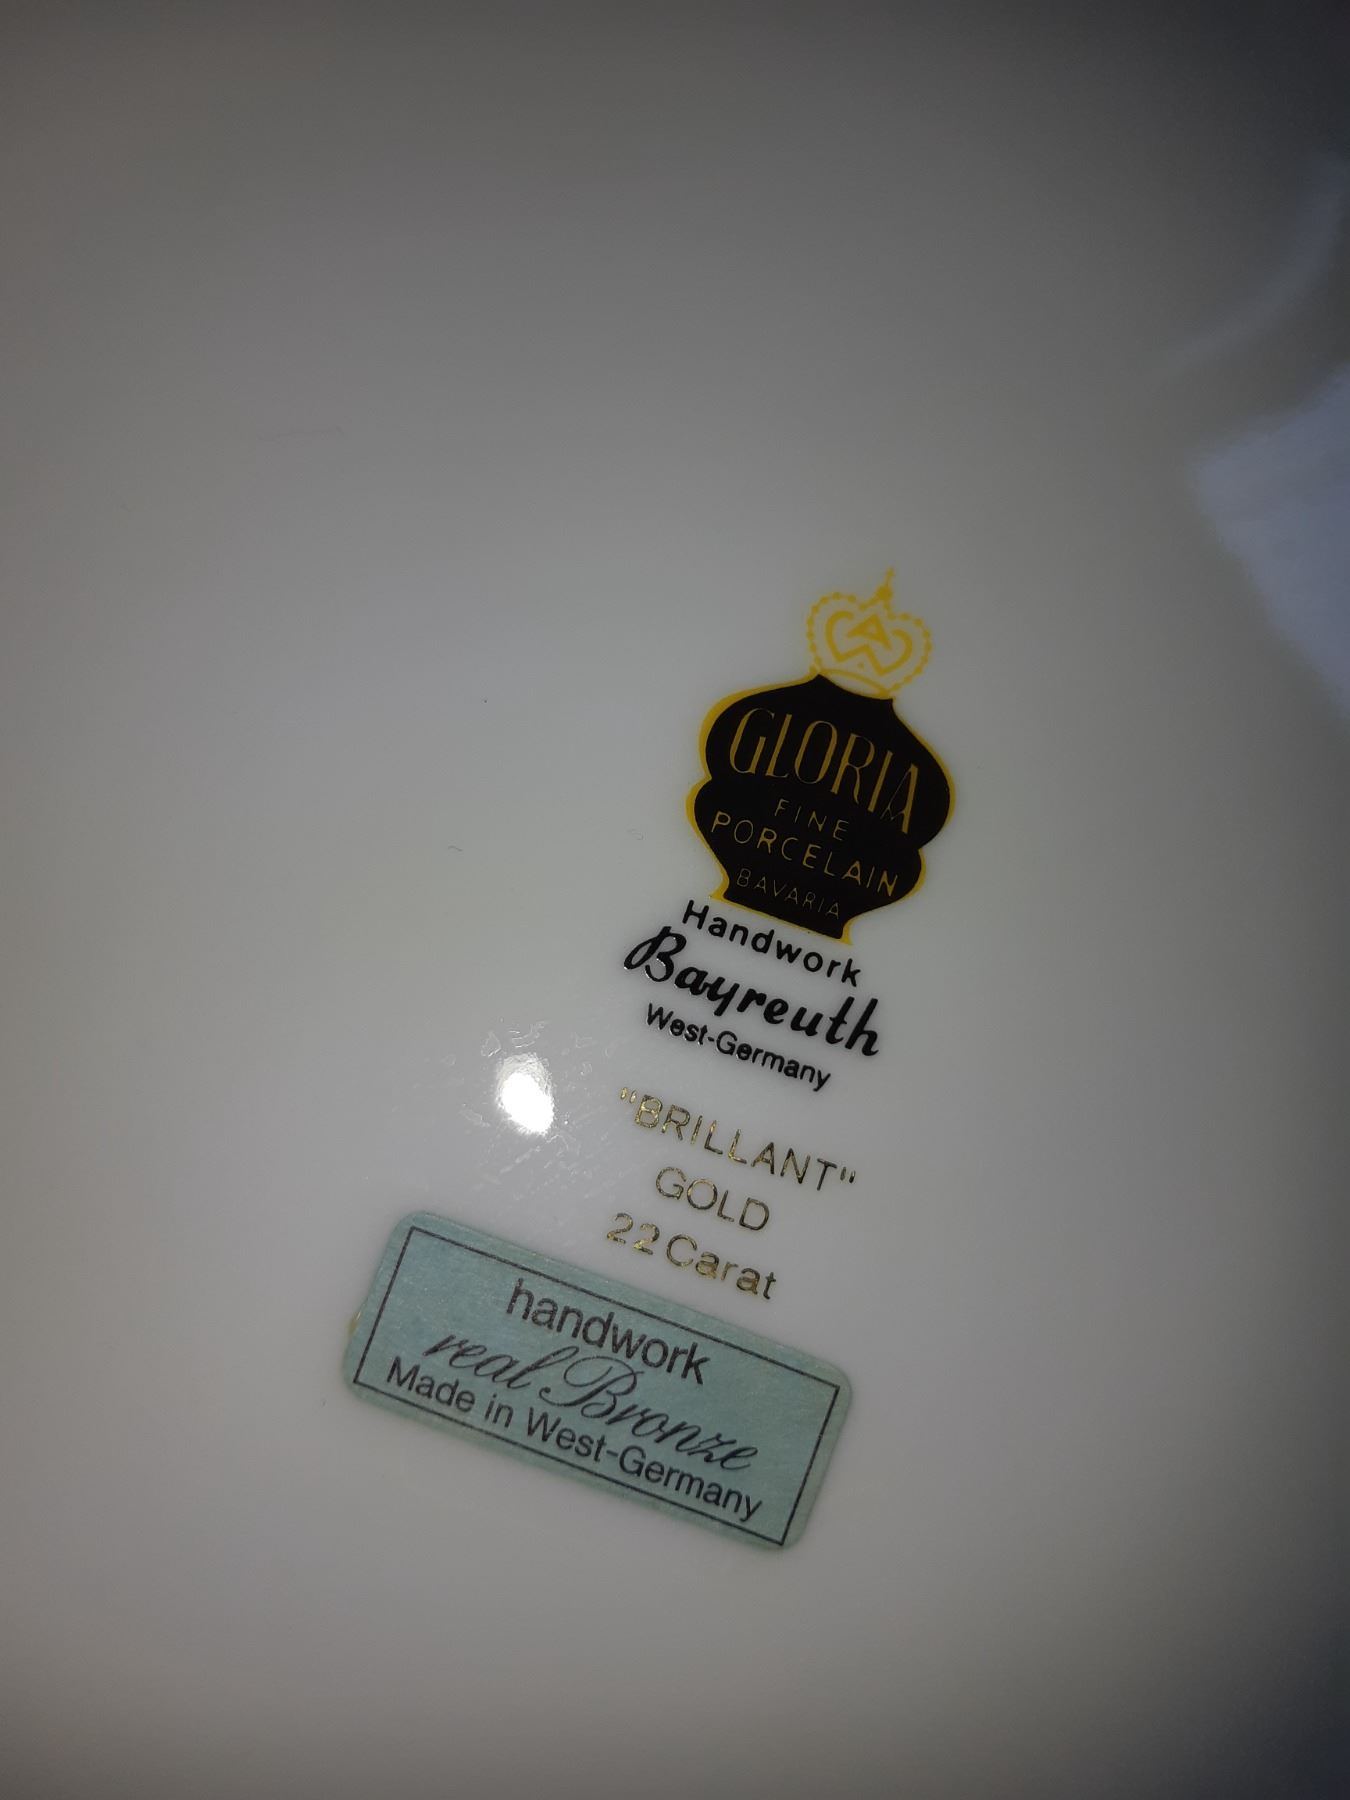 GLORIA
FINE
PORCELAIN
BAVARIA
Handwork
Bayreuth
West-Germany
"BRILLANT"
GOLD
22 Carat
handwork
real Bronze
Made in West-Germany